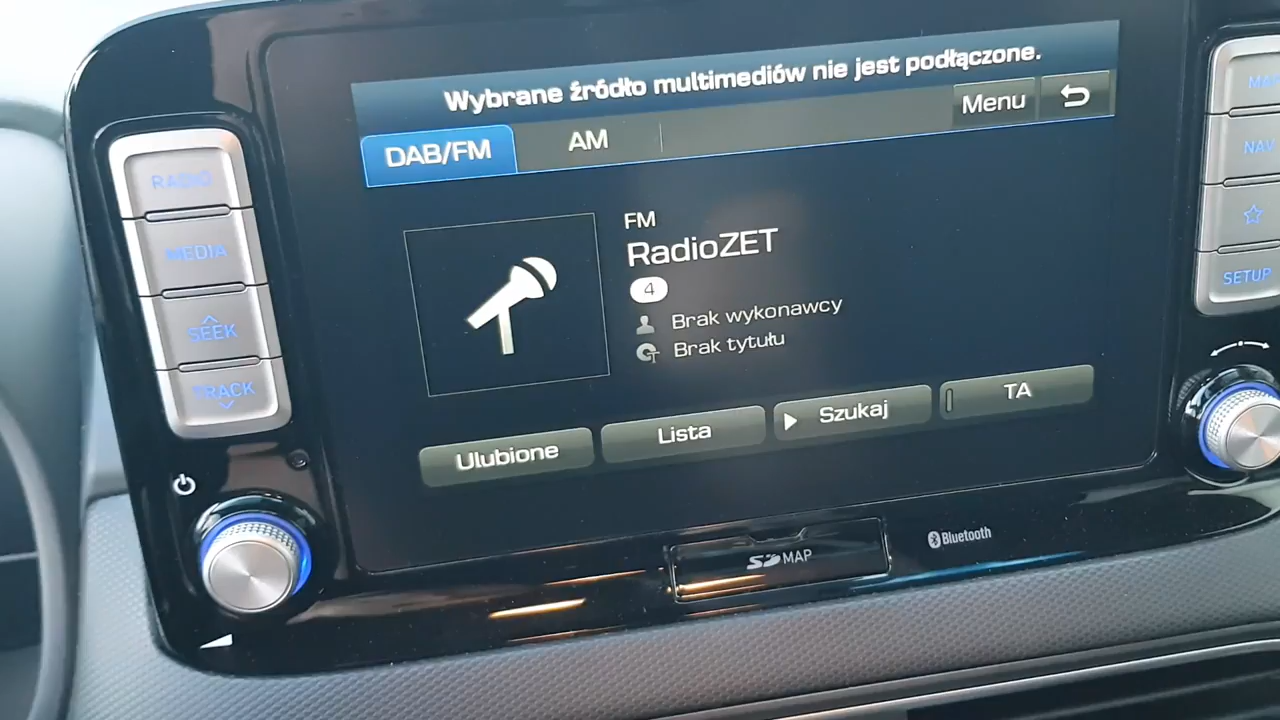 Wybrane źródło multimediów nie jest podłączone.
DAB/FM
AM
Menu
FM
RadioZET
4
Brak wykonawcy
Brak tytułu
Ulubione
Lista
Szukaj
TA
RADIO
MEDIA
SEEK
TRACK
MAP
NAV
SETUP
SD MAP
Bluetooth